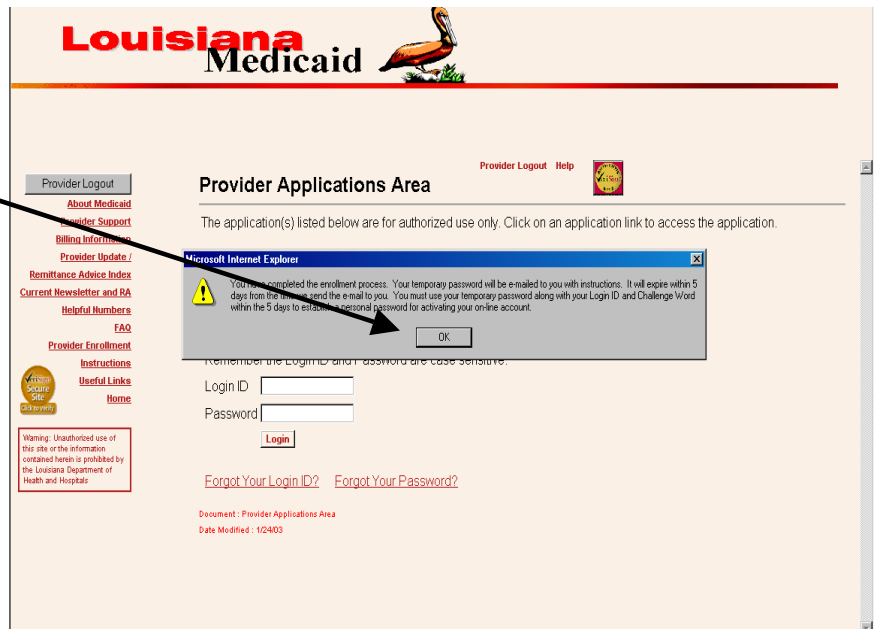 Louisiana
Medicaid
Provider Logout Help
Provider Logout
Provider Applications Area
About Medicaid
Provider Support
Billing Information
Provider Update /
Remittance Advice Index
Current Newsletter and RA
Helpful Numbers
FAQ
Provider Enrollment
Instructions
Useful Links
Home
The application(s) listed below are for authorized use only. Click on an application link to access the application.
Microsoft Internet Explorer
You have completed the enrollment process. Your temporary password will be e-mailed to you with instructions. It will expire within 5
days from the time we send the e-mail to you. You must use your temporary password along with your Login ID and Challenge Word
within the 5 days to establish a personal password for activating your on-line account.
OK
Remember the Login ID and Password are case sensitive.
Login ID
Password
Login
Forgot Your Login ID? Forgot Your Password?
Document : Provider Applications Area
Date Modified : 1/24/03
Secure
Site
Click to verify
Warning: Unauthorized use of
this site or the information
contained herein is prohibited by
the Louisiana Department of
Health and Hospitals